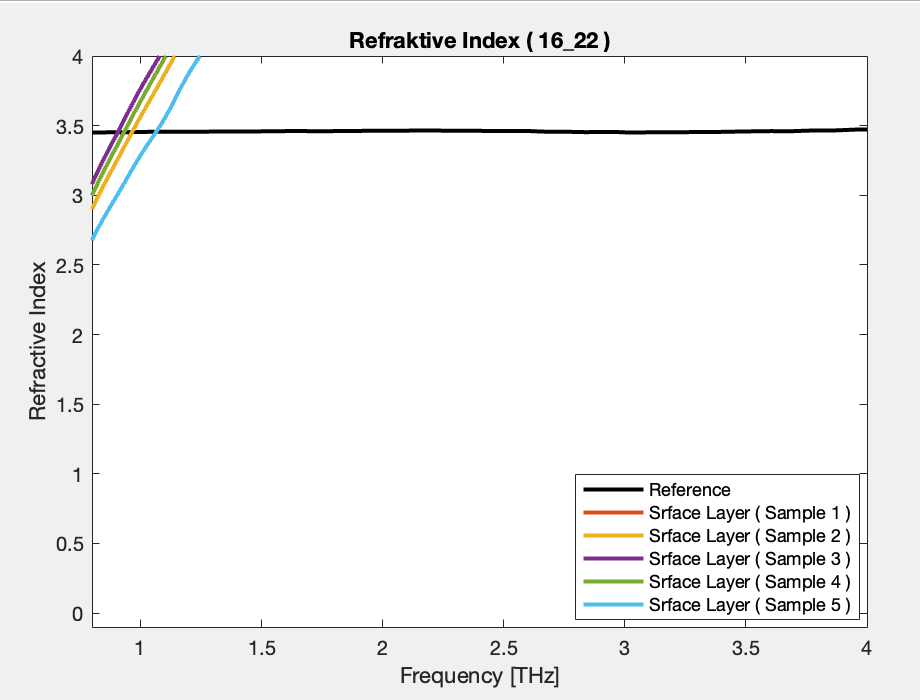 Refraktive Index ( 16_22 )
4
3.5
3
2.5
2
1.5
1
0.5
0
Refractive Index
Reference
Srface Layer ( Sample 1 )
Srface Layer ( Sample 2 )
Srface Layer ( Sample 3 )
Srface Layer ( Sample 4 )
Srface Layer ( Sample 5 )
1 1.5 2 2.5 3 3.5 4
Frequency [THz]